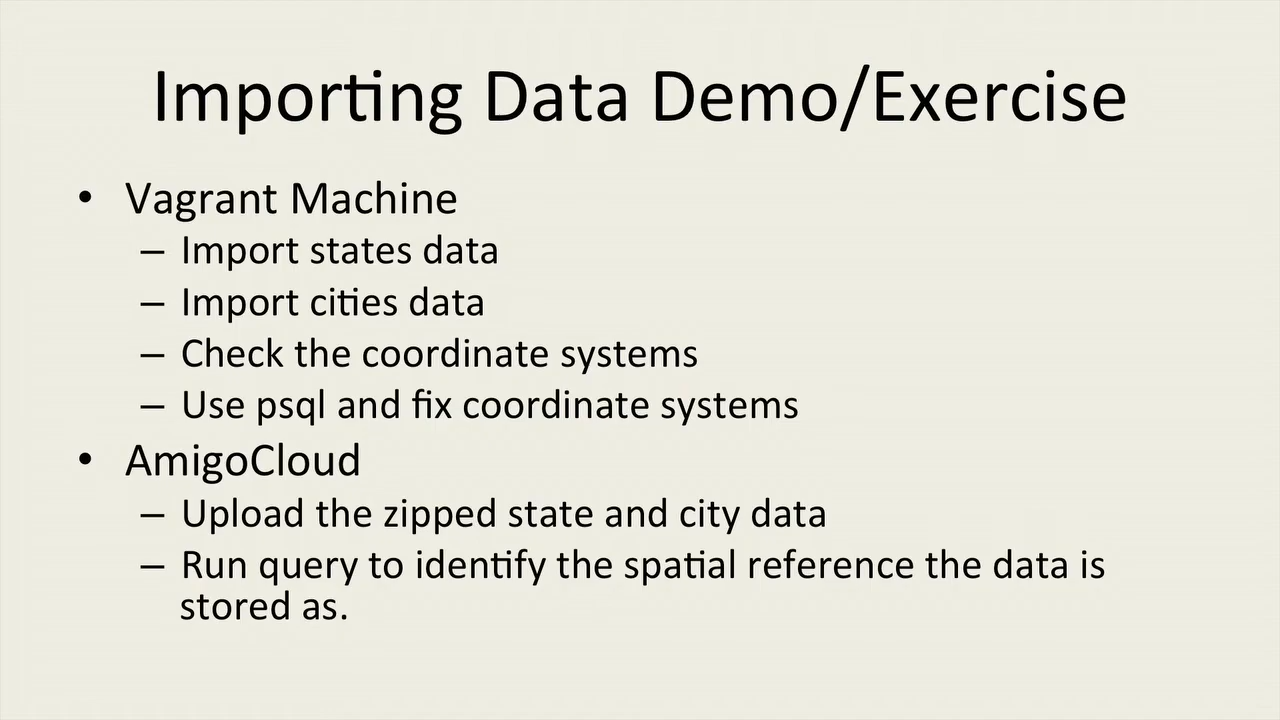 Importing Data Demo/Exercise
• Vagrant Machine
– Import states data
– Import cities data
– Check the coordinate systems
– Use psql and fix coordinate systems
• AmigoCloud
– Upload the zipped state and city data
– Run query to identify the spatial reference the data is
stored as.